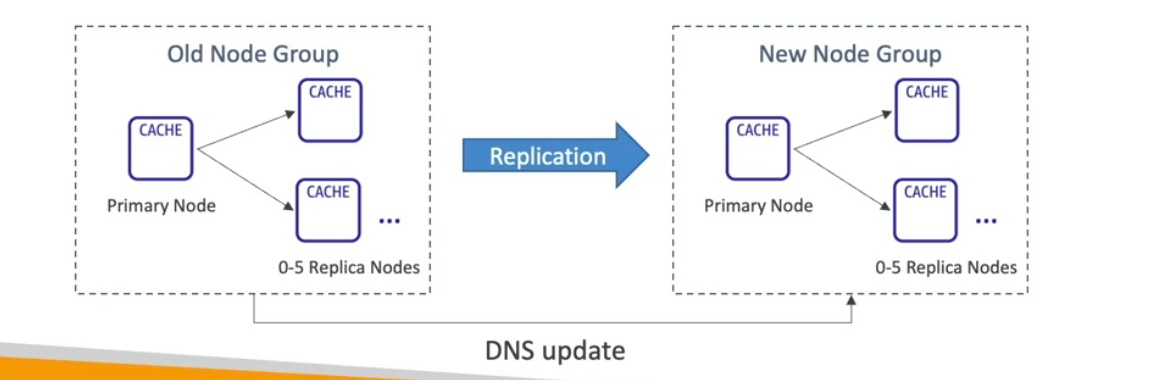 Old Node Group
CACHE
CACHE
Primary Node
CACHE
...
0-5 Replica Nodes
Replication
New Node Group
CACHE
CACHE
Primary Node
CACHE
...
0-5 Replica Nodes
DNS update